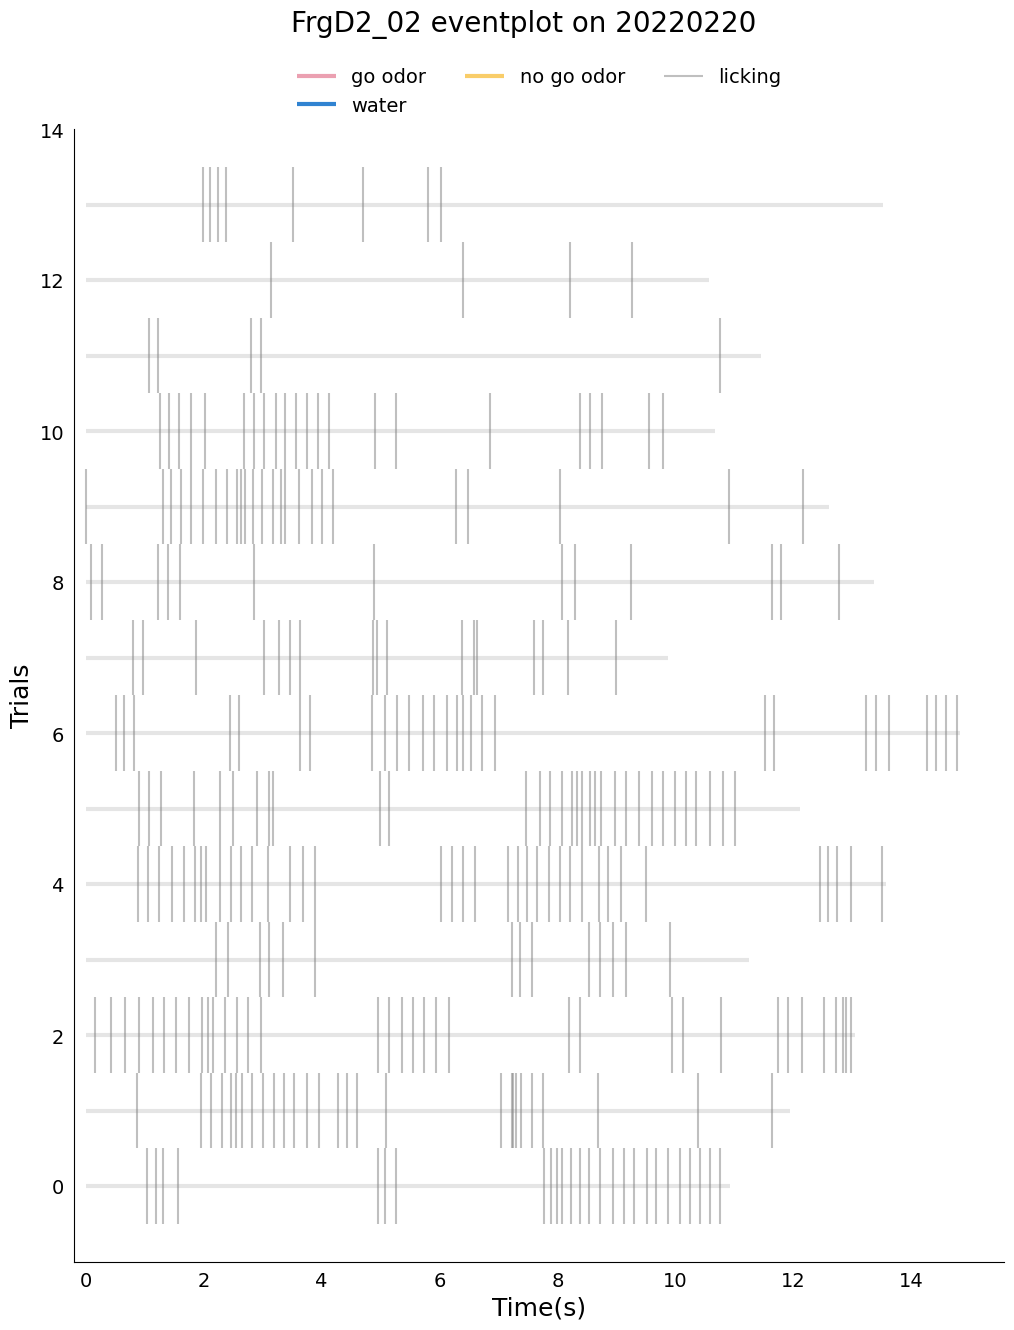 FrgD2_02 eventplot on 20220220
go odor
no go odor
licking
water
14
12
10
8
6
4
2
0
Trials
0 2 4 6 8 10 12 14
Time(s)